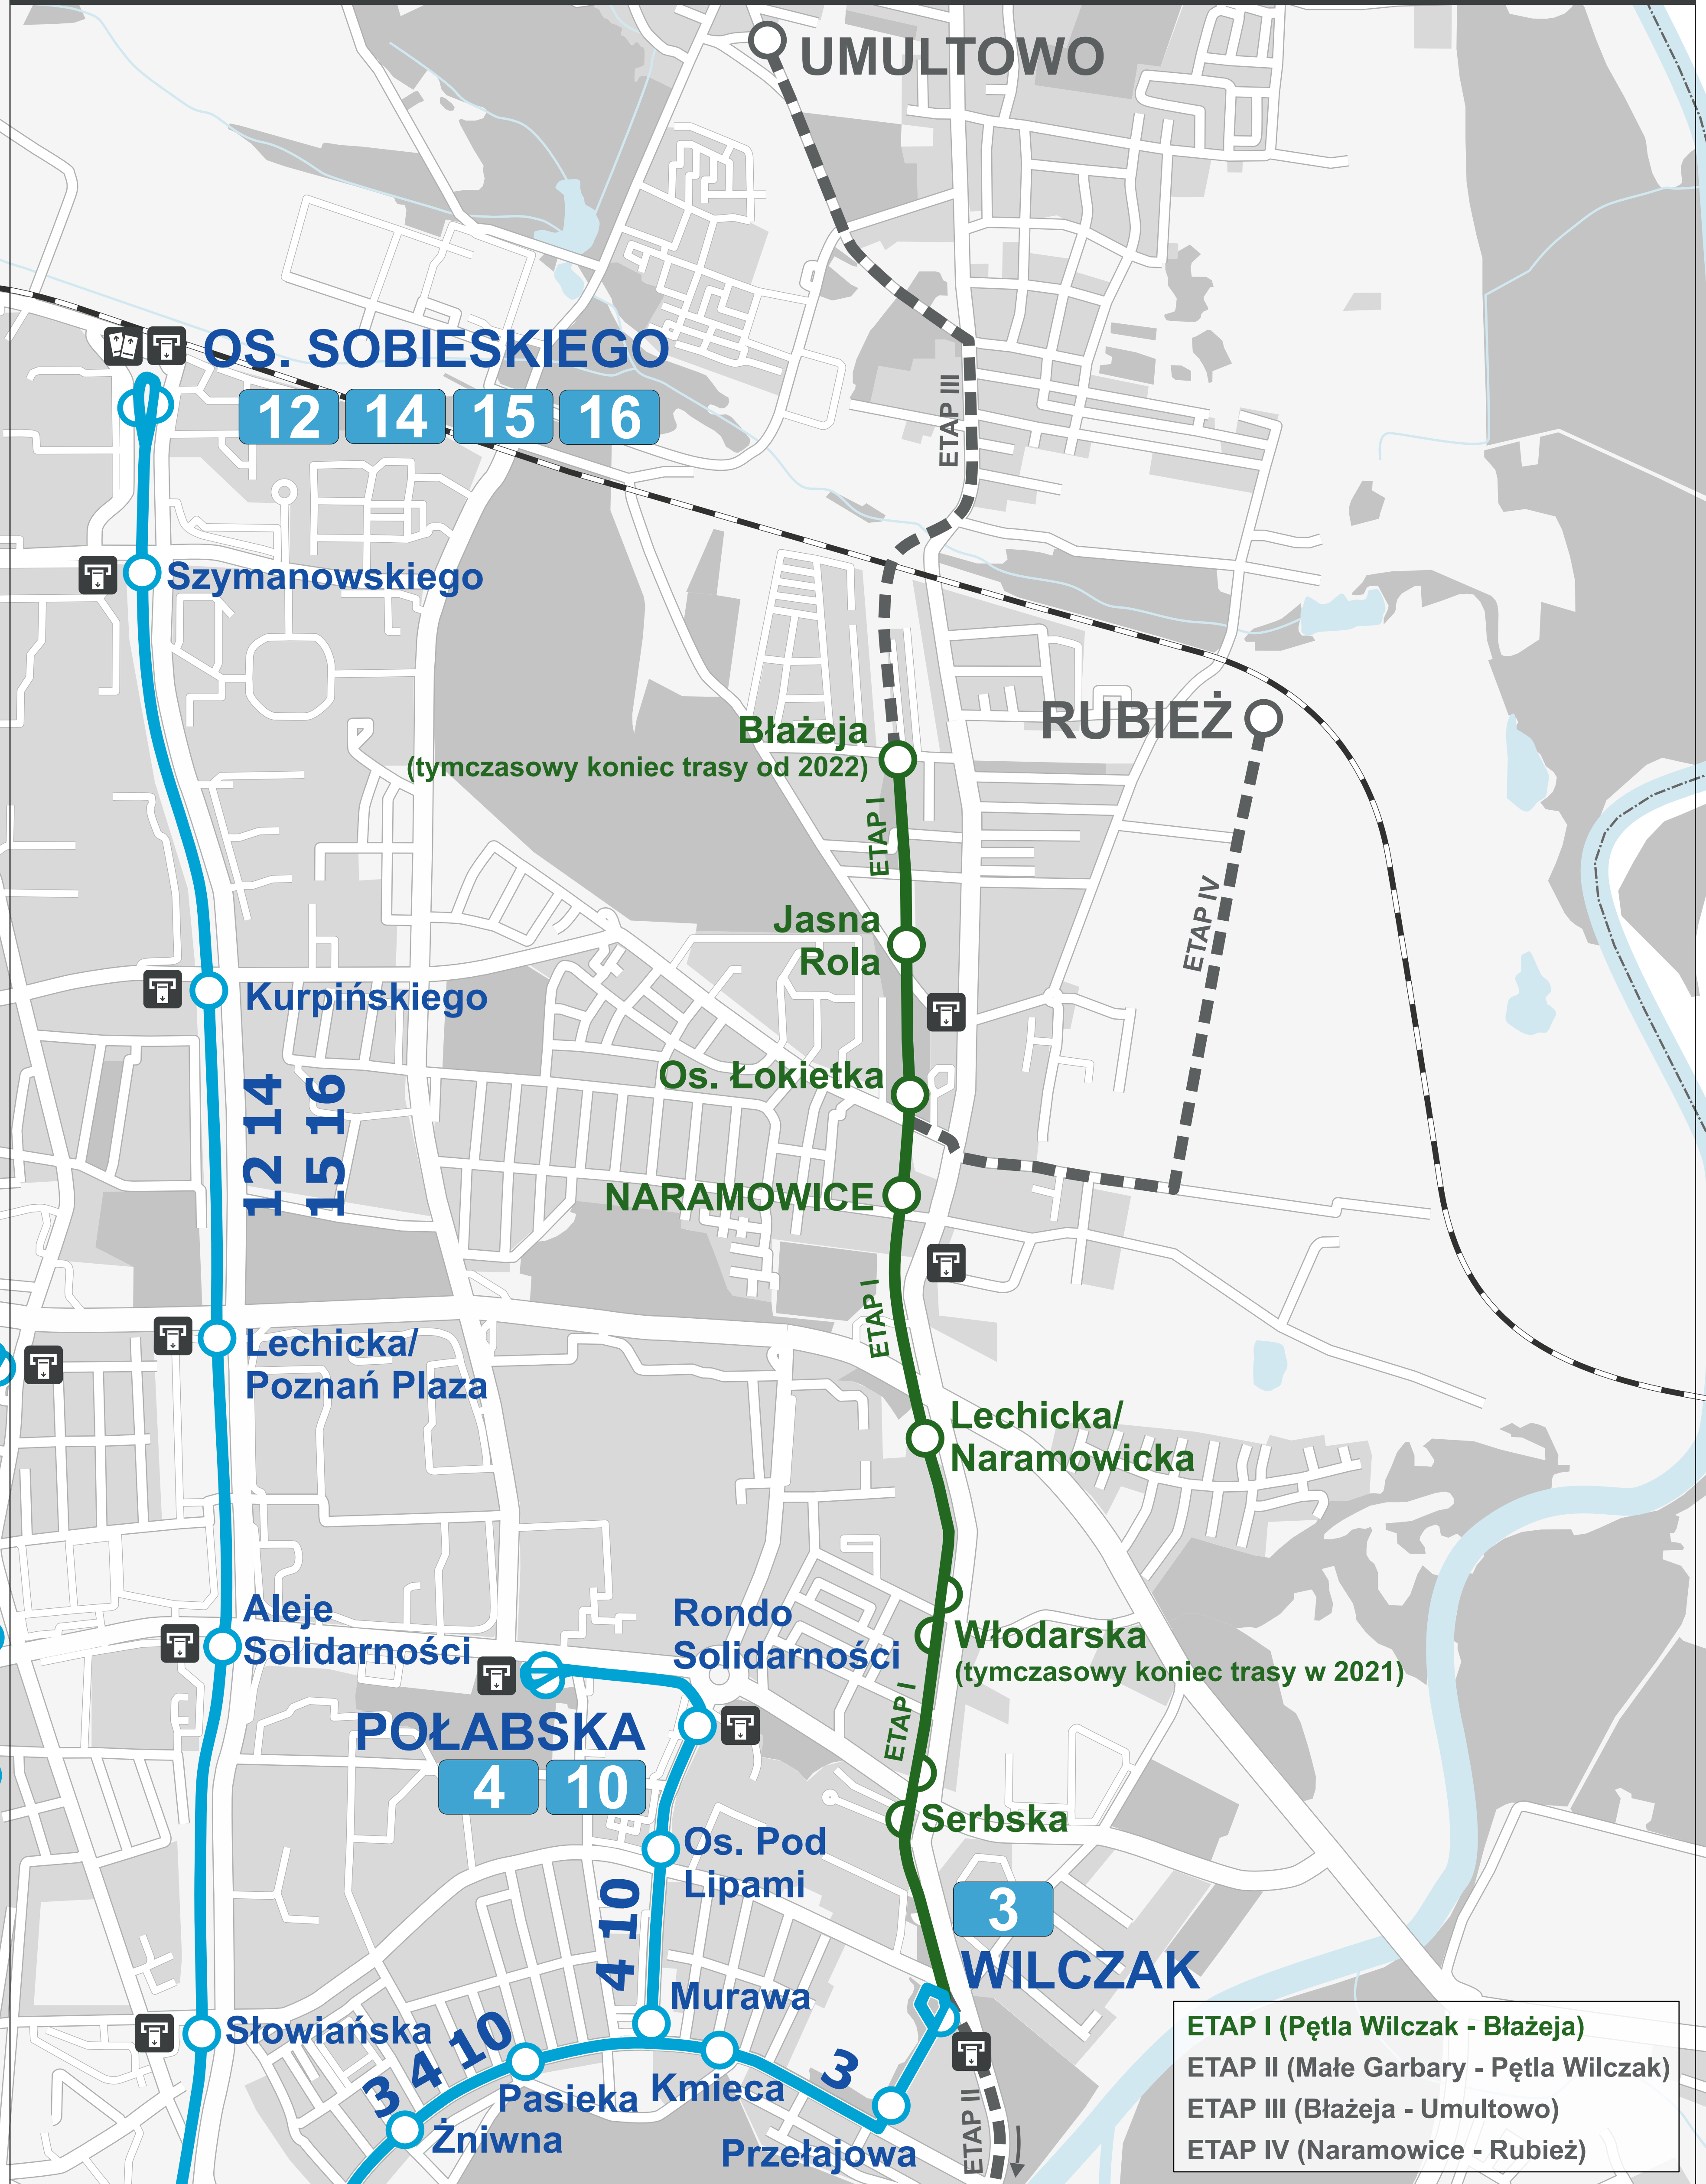 UMULTOWO
OS. SOBIESKIEGO
12 14 15 16
ETAP III
Szymanowskiego
Błażeja
(tymczasowy koniec trasy od 2022)
RUBIEŻ
ETAP I
ETAP IV
Jasna
Rola
Kurpińskiego
Os. Łokietka
12 14
15 16
NARAMOWICE
ETAP I
Lechicka/
Poznań Plaza
Lechicka/
Naramowicka
Aleje
Solidarności
Rondo
Solidarności
Włodarska
(tymczasowy koniec trasy w 2021)
ETAP I
POŁABSKA
4 10
Serbska
Os. Pod
Lipami
4 10
3
WILCZAK
Murawa
Słowiańska
3 4 10
Pasieka
Kmieca
3
Żniwna
Przełajowa
ETAP II
ETAP I (Pętla Wilczak - Błażeja)
ETAP II (Małe Garbary - Pętla Wilczak)
ETAP III (Błażeja - Umultowo)
ETAP IV (Naramowice - Rubież)